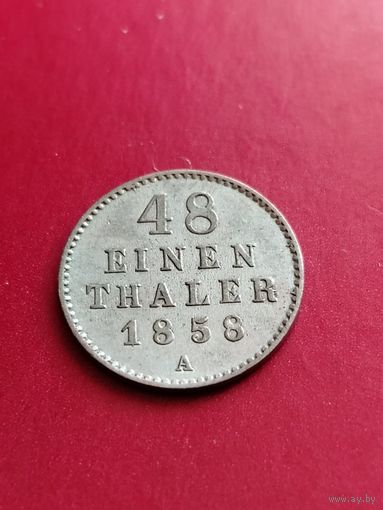 48
EINEN
THALER
1858
A
www.ay.by